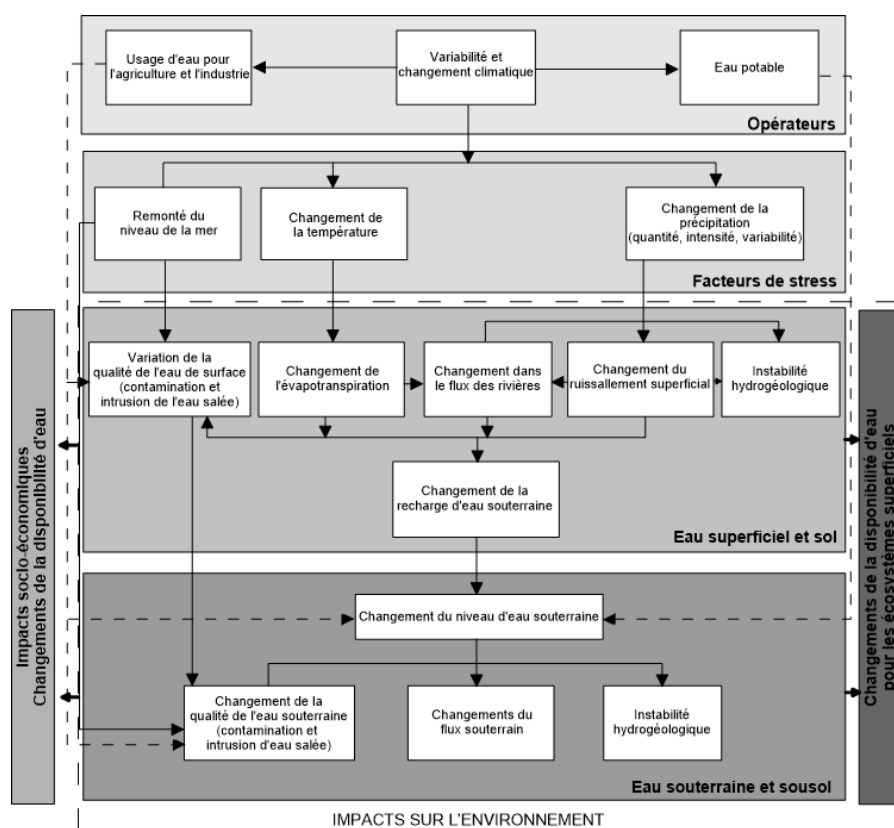 Usage d'eau pour
l'agriculture et l'industrie
Variabilité et
changement climatique
Eau potable
Opérateurs
Remonté du
niveau de la mer
Changement de
la température
Changement de la
précipitation
(quantité, intensité, variabilité)
Facteurs de stress
Variation de la
qualité de l'eau de surface
(contamination et
intrusion de l'eau salée)
Changement de
l'évapotranspiration
Changement dans
le flux des rivières
Changement du
ruissallement superficial
Instabilité
hydrogéologique
Changement de la
recharge d'eau souterraine
Eau superficiel et sol
Changement du niveau d'eau souterraine
Changement de la
qualité de l'eau souterraine
(contamination et
intrusion d'eau salée)
Changements du
flux souterrain
Instabilité
hydrogéologique
Eau souterraine et sousol
Impacts soclo-économlques
Changements de la disponibilité d'eau
Changements de la disponibilité d'eau
pour les écosystèmes superficiels
IMPACTS SUR L'ENVIRONNEMENT